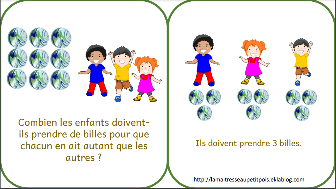 Combien les enfants doivent-
ils prendre de billes pour que
chacun en ait autant que les
autres ?
Ils doivent prendre 3 billes.
http://lamaitresseaupetitpois.eklablog.com